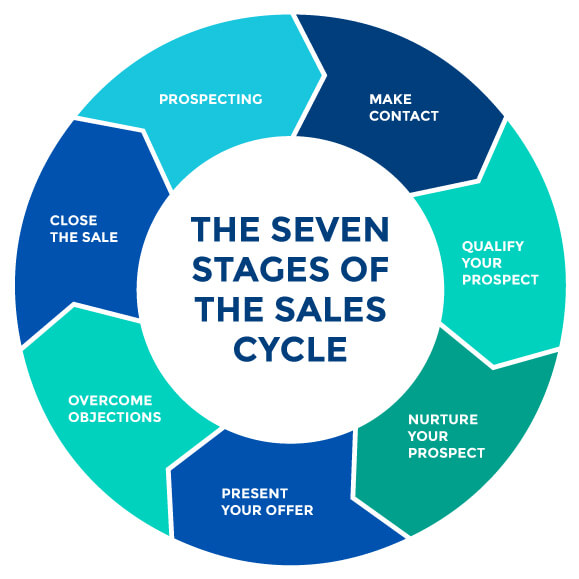 THE SEVEN
STAGES OF
THE SALES
CYCLE
PROSPECTING
MAKE
CONTACT
QUALIFY
YOUR
PROSPECT
NURTURE
YOUR
PROSPECT
PRESENT
YOUR OFFER
OVERCOME
OBJECTIONS
CLOSE
THE SALE